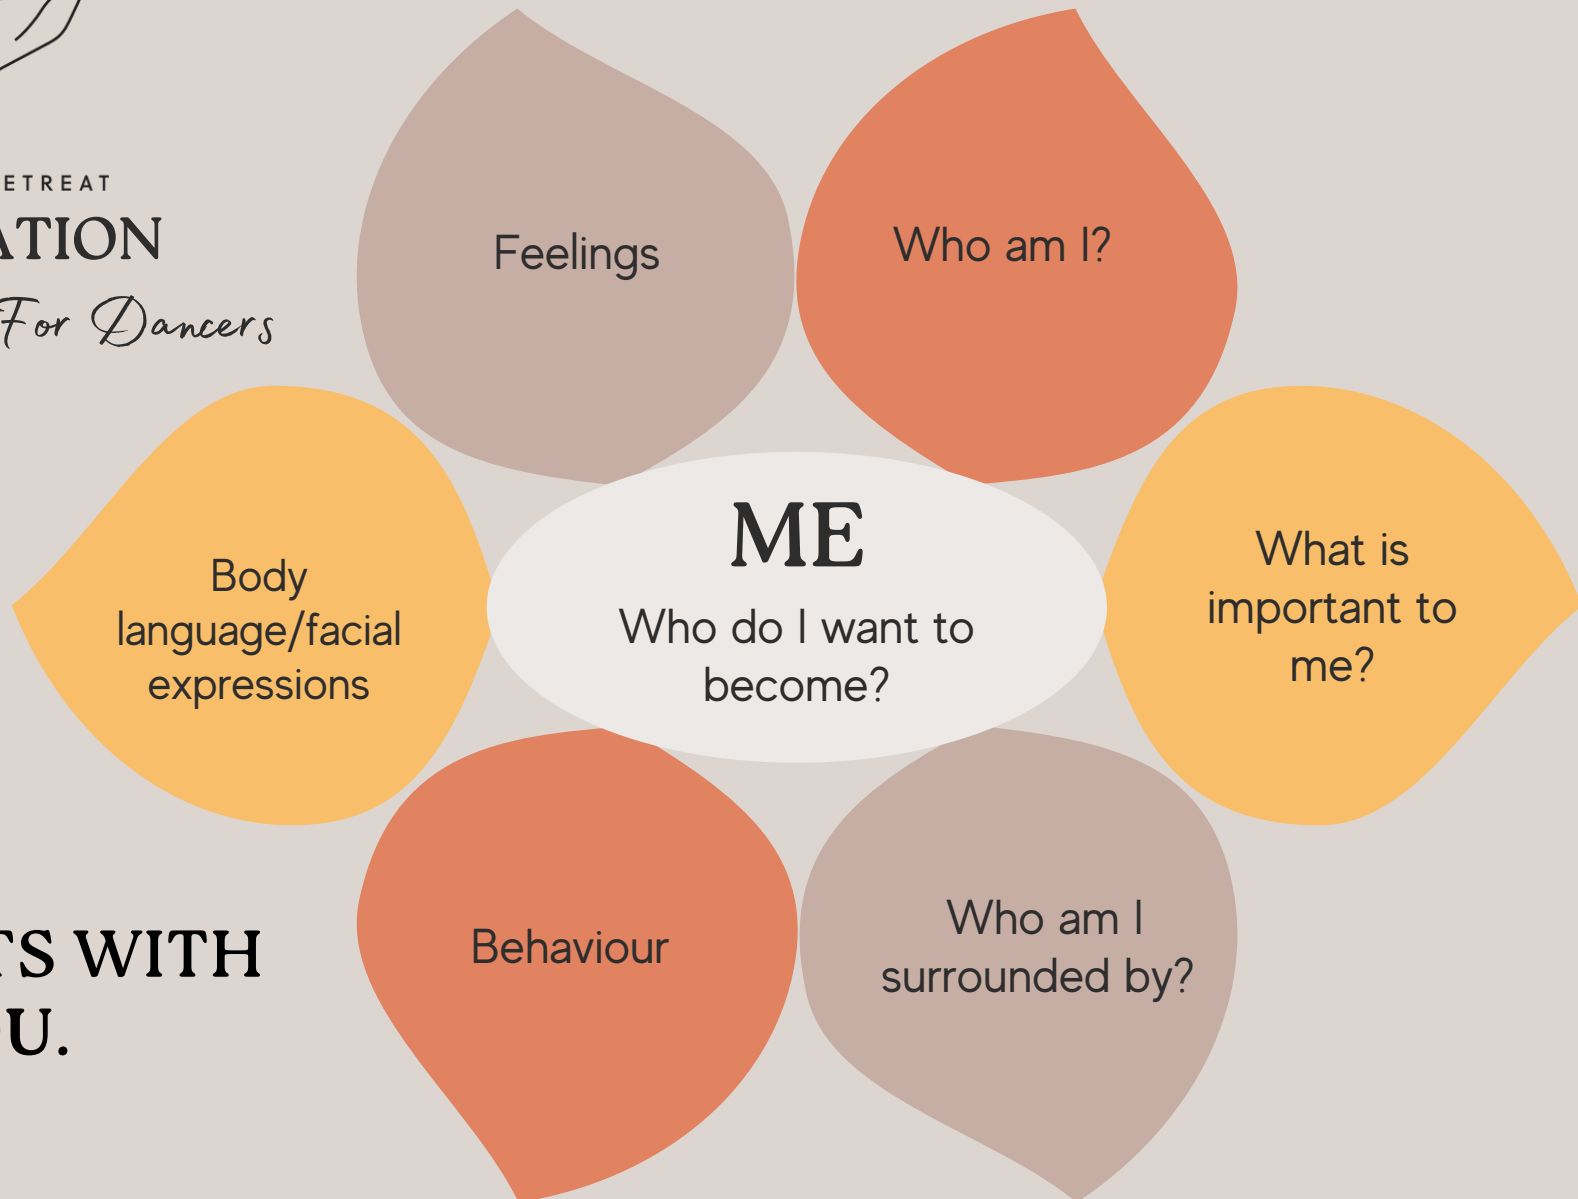 ETREAT
ATION
For Dancers
Feelings
Who am I?
Body
language/facial
expressions
ME
Who do I want to
become?
What is
important to
me?
Behaviour
Who am I
surrounded by?
TS WITH
U.